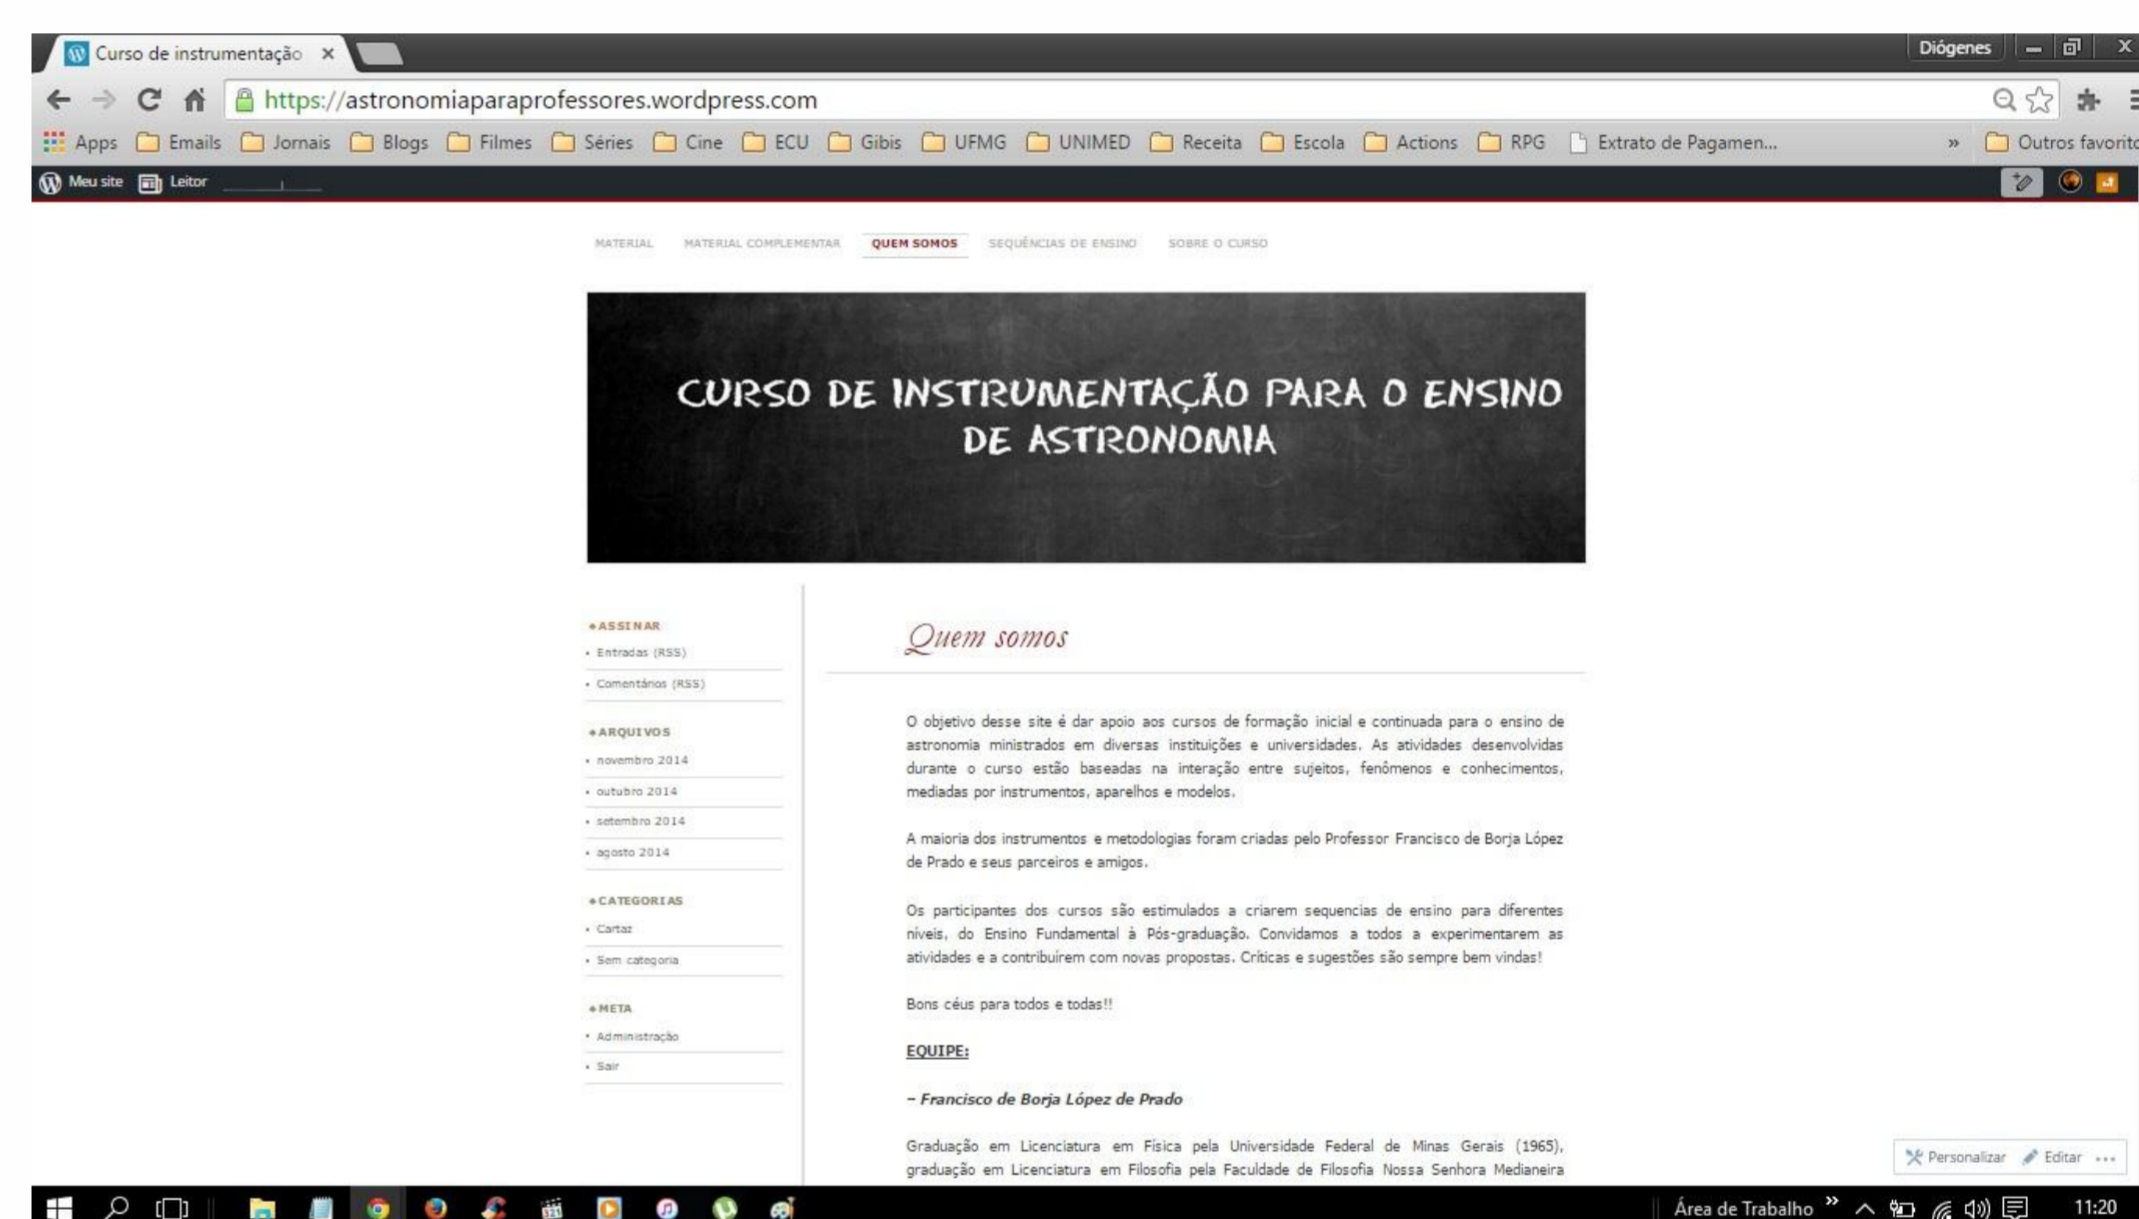 Curso de instrumentação
Diógenes
https://astronomiaparaprofessores.wordpress.com
Apps Emails Jornais Blogs Filmes Séries Cine ECU Gibis UFMG UNIMED Receita Escola Actions RPG Extrato de Pagamen... » Outros favorito
Meu site Leitor
MATERIAL MATERIAL COMPLEMENTAR QUEM SOMOS SEQUÊNCIAS DE ENSINO SOBRE O CURSO
CURSO DE INSTRUMENTAÇÃO PARA O ENSINO
DE ASTRONOMIA
ASSINAR
Entradas (RSS)
Comentários (RSS)
ARQUIVOS
novembro 2014
outubro 2014
setembro 2014
agosto 2014
CATEGORIAS
Cartaz
Sem categoria
META
Administração
Sair
Quem somos
O objetivo desse site é dar apoio aos cursos de formação inicial e continuada para o ensino de
astronomia ministrados em diversas instituições e universidades. As atividades desenvolvidas
durante o curso estão baseadas na interação entre sujeitos, fenômenos e conhecimentos,
mediadas por instrumentos, aparelhos e modelos.
A maioria dos instrumentos e metodologias foram criadas pelo Professor Francisco de Borja López
de Prado e seus parceiros e amigos.
Os participantes dos cursos são estimulados a criarem sequencias de ensino para diferentes
níveis, do Ensino Fundamental à Pós-graduação. Convidamos a todos a experimentarem as
atividades e a contribuírem com novas propostas. Críticas e sugestões são sempre bem vindas!
Bons céus para todos e todas!!
EQUIPE:
– Francisco de Borja López de Prado
Graduação em Licenciatura em Física pela Universidade Federal de Minas Gerais (1965),
graduação em Licenciatura em Filosofia pela Faculdade de Filosofia Nossa Senhora Medianeira
Personalizar Editar ...
Área de Trabalho » 11:20